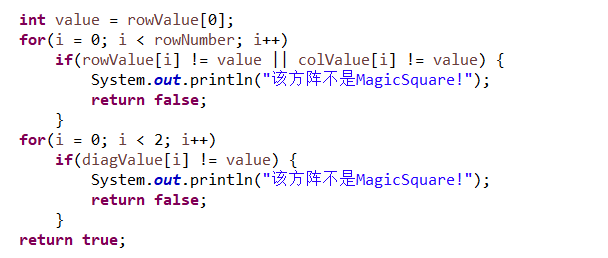 int value = rowValue[0];
for(i = 0; i < rowNumber; i++)
    if(rowValue[i] != value || colValue[i] != value) {
        System.out.println("该方阵不是MagicSquare!");
        return false;
    }
for(i = 0; i < 2; i++)
    if(diagValue[i] != value) {
        System.out.println("该方阵不是MagicSquare!");
        return false;
    }
return true;